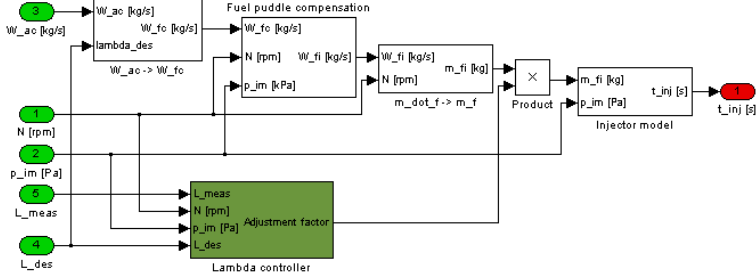 Fuel puddle compensation
3
W_ac [kg/s]
W_ac [kg/s]
W_fc [kg/s]
lambda_des
W_ac -> W_fc
W_fc [kg/s]
N [rpm]
W_fi [kg/s]
p_im [kPa]
W_fi [kg/s]
m_fi [kg]
N [rpm]
m_dot_f -> m_f
×
Product
m_fi [kg]
t_inj [s]
p_im [Pa]
Injector model
1
t_inj [s]
1
N [rpm]
2
p_im [Pa]
5
L_meas
4
L_des
L_meas
N [rpm]
Adjustment factor
p_im [Pa]
L_des
Lambda controller